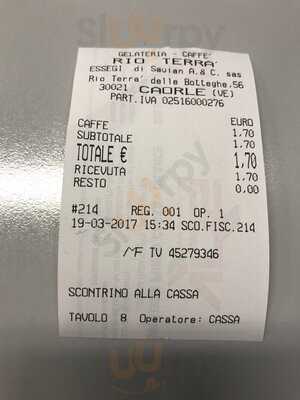 GELATERIA - CAFFE'
RIO TERRA'
ESSEGI di Savian A.& C. sas
Rio Terra' delle Botteghe,56
30021 CAORLE (VE)
PART.IVA 02516000276
EURO
CAFFE 1,70
SUBTOTALE 1,70
TOTALE € 1,70
RICEVUTA 1,70
RESTO 0,00
#214 REG. 001 OP. 1
19-03-2017 15:34 SCO.FISC.214
MF TV 45279346
SCONTRINO ALLA CASSA
TAVOLO 8 Operatore: CASSA